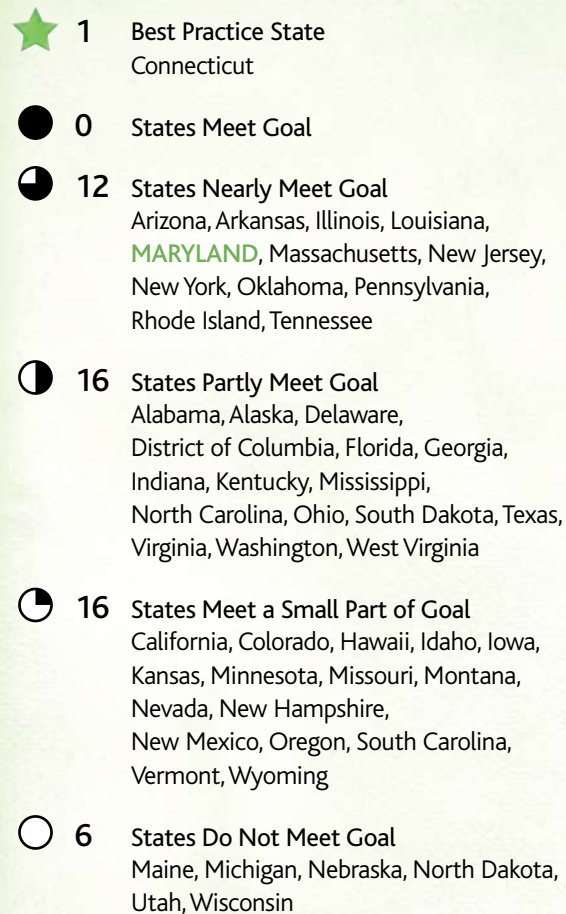 1 Best Practice State
Connecticut
0 States Meet Goal
12 States Nearly Meet Goal
Arizona, Arkansas, Illinois, Louisiana,
MARYLAND, Massachusetts, New Jersey,
New York, Oklahoma, Pennsylvania,
Rhode Island, Tennessee
16 States Partly Meet Goal
Alabama, Alaska, Delaware,
District of Columbia, Florida, Georgia,
Indiana, Kentucky, Mississippi,
North Carolina, Ohio, South Dakota, Texas,
Virginia, Washington, West Virginia
16 States Meet a Small Part of Goal
California, Colorado, Hawaii, Idaho, Iowa,
Kansas, Minnesota, Missouri, Montana,
Nevada, New Hampshire,
New Mexico, Oregon, South Carolina,
Vermont, Wyoming
6 States Do Not Meet Goal
Maine, Michigan, Nebraska, North Dakota,
Utah, Wisconsin